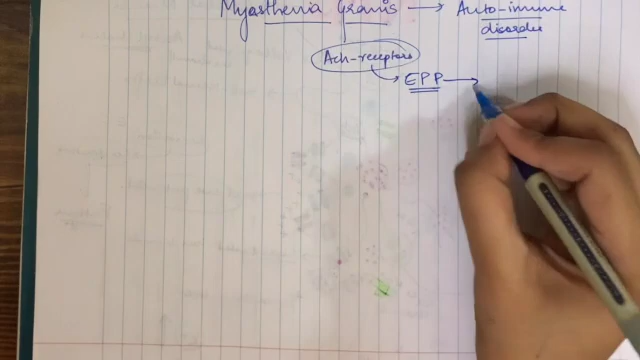 Myasthenia Gravis → Auto-immune
disorder
Ach-receptors
EPP →